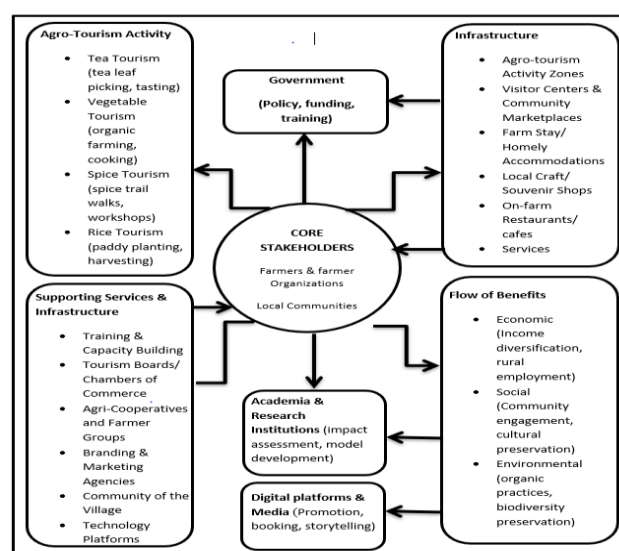 Agro-Tourism Activity
Tea Tourism
(tea leaf
picking, tasting)
Vegetable
Tourism
(organic
farming,
cooking)
Spice Tourism
(spice trail
walks,
workshops)
Rice Tourism
(paddy planting,
harvesting)
Government
(Policy, funding,
training)
Infrastructure
Agro-tourism
Activity Zones
Visitor Centers &
Community
Marketplaces
Farm Stay/
Homely
Accommodations
Local Craft/
Souvenir Shops
On-farm
Restaurants/
cafes
Services
CORE
STAKEHOLDERS
Farmers & farmer
Organizations
Local Communities
Supporting Services &
Infrastructure
Training &
Capacity Building
Tourism Boards/
Chambers of
Commerce
Agri-Cooperatives
and Farmer
Groups
Branding &
Marketing
Agencies
Community of the
Village
Technology
Platforms
Flow of Benefits
Economic
(Income
diversification,
rural
employment)
Social
(Community
engagement,
cultural
preservation)
Environmental
(organic
practices,
biodiversity
preservation)
Academia &
Research
Institutions (impact
assessment, model
development)
Digital platforms &
Media (Promotion,
booking, storytelling)